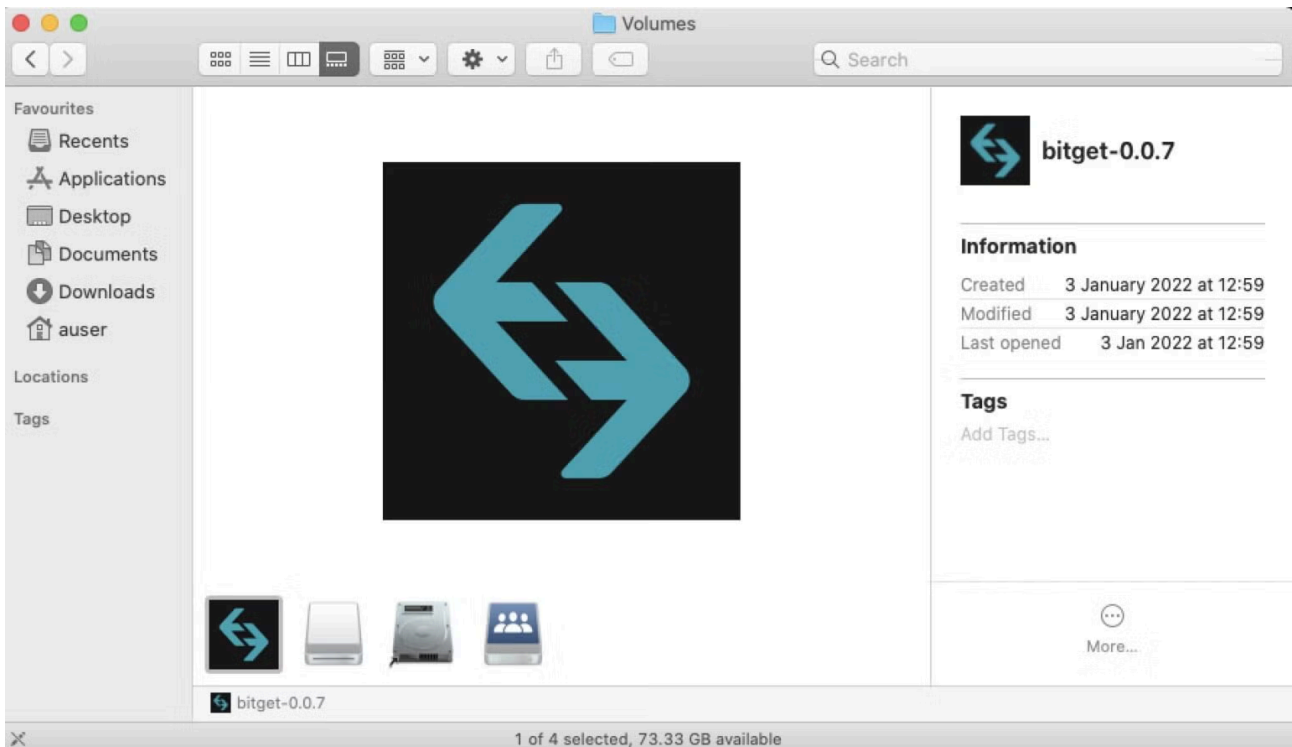 Volumes
Search
Favourites
Recents
Applications
Desktop
Documents
Downloads
auser
Locations
Tags
bitget-0.0.7
Information
Created 3 January 2022 at 12:59
Modified 3 January 2022 at 12:59
Last opened 3 Jan 2022 at 12:59
Tags
Add Tags...
More...
bitget-0.0.7
1 of 4 selected, 73.33 GB available